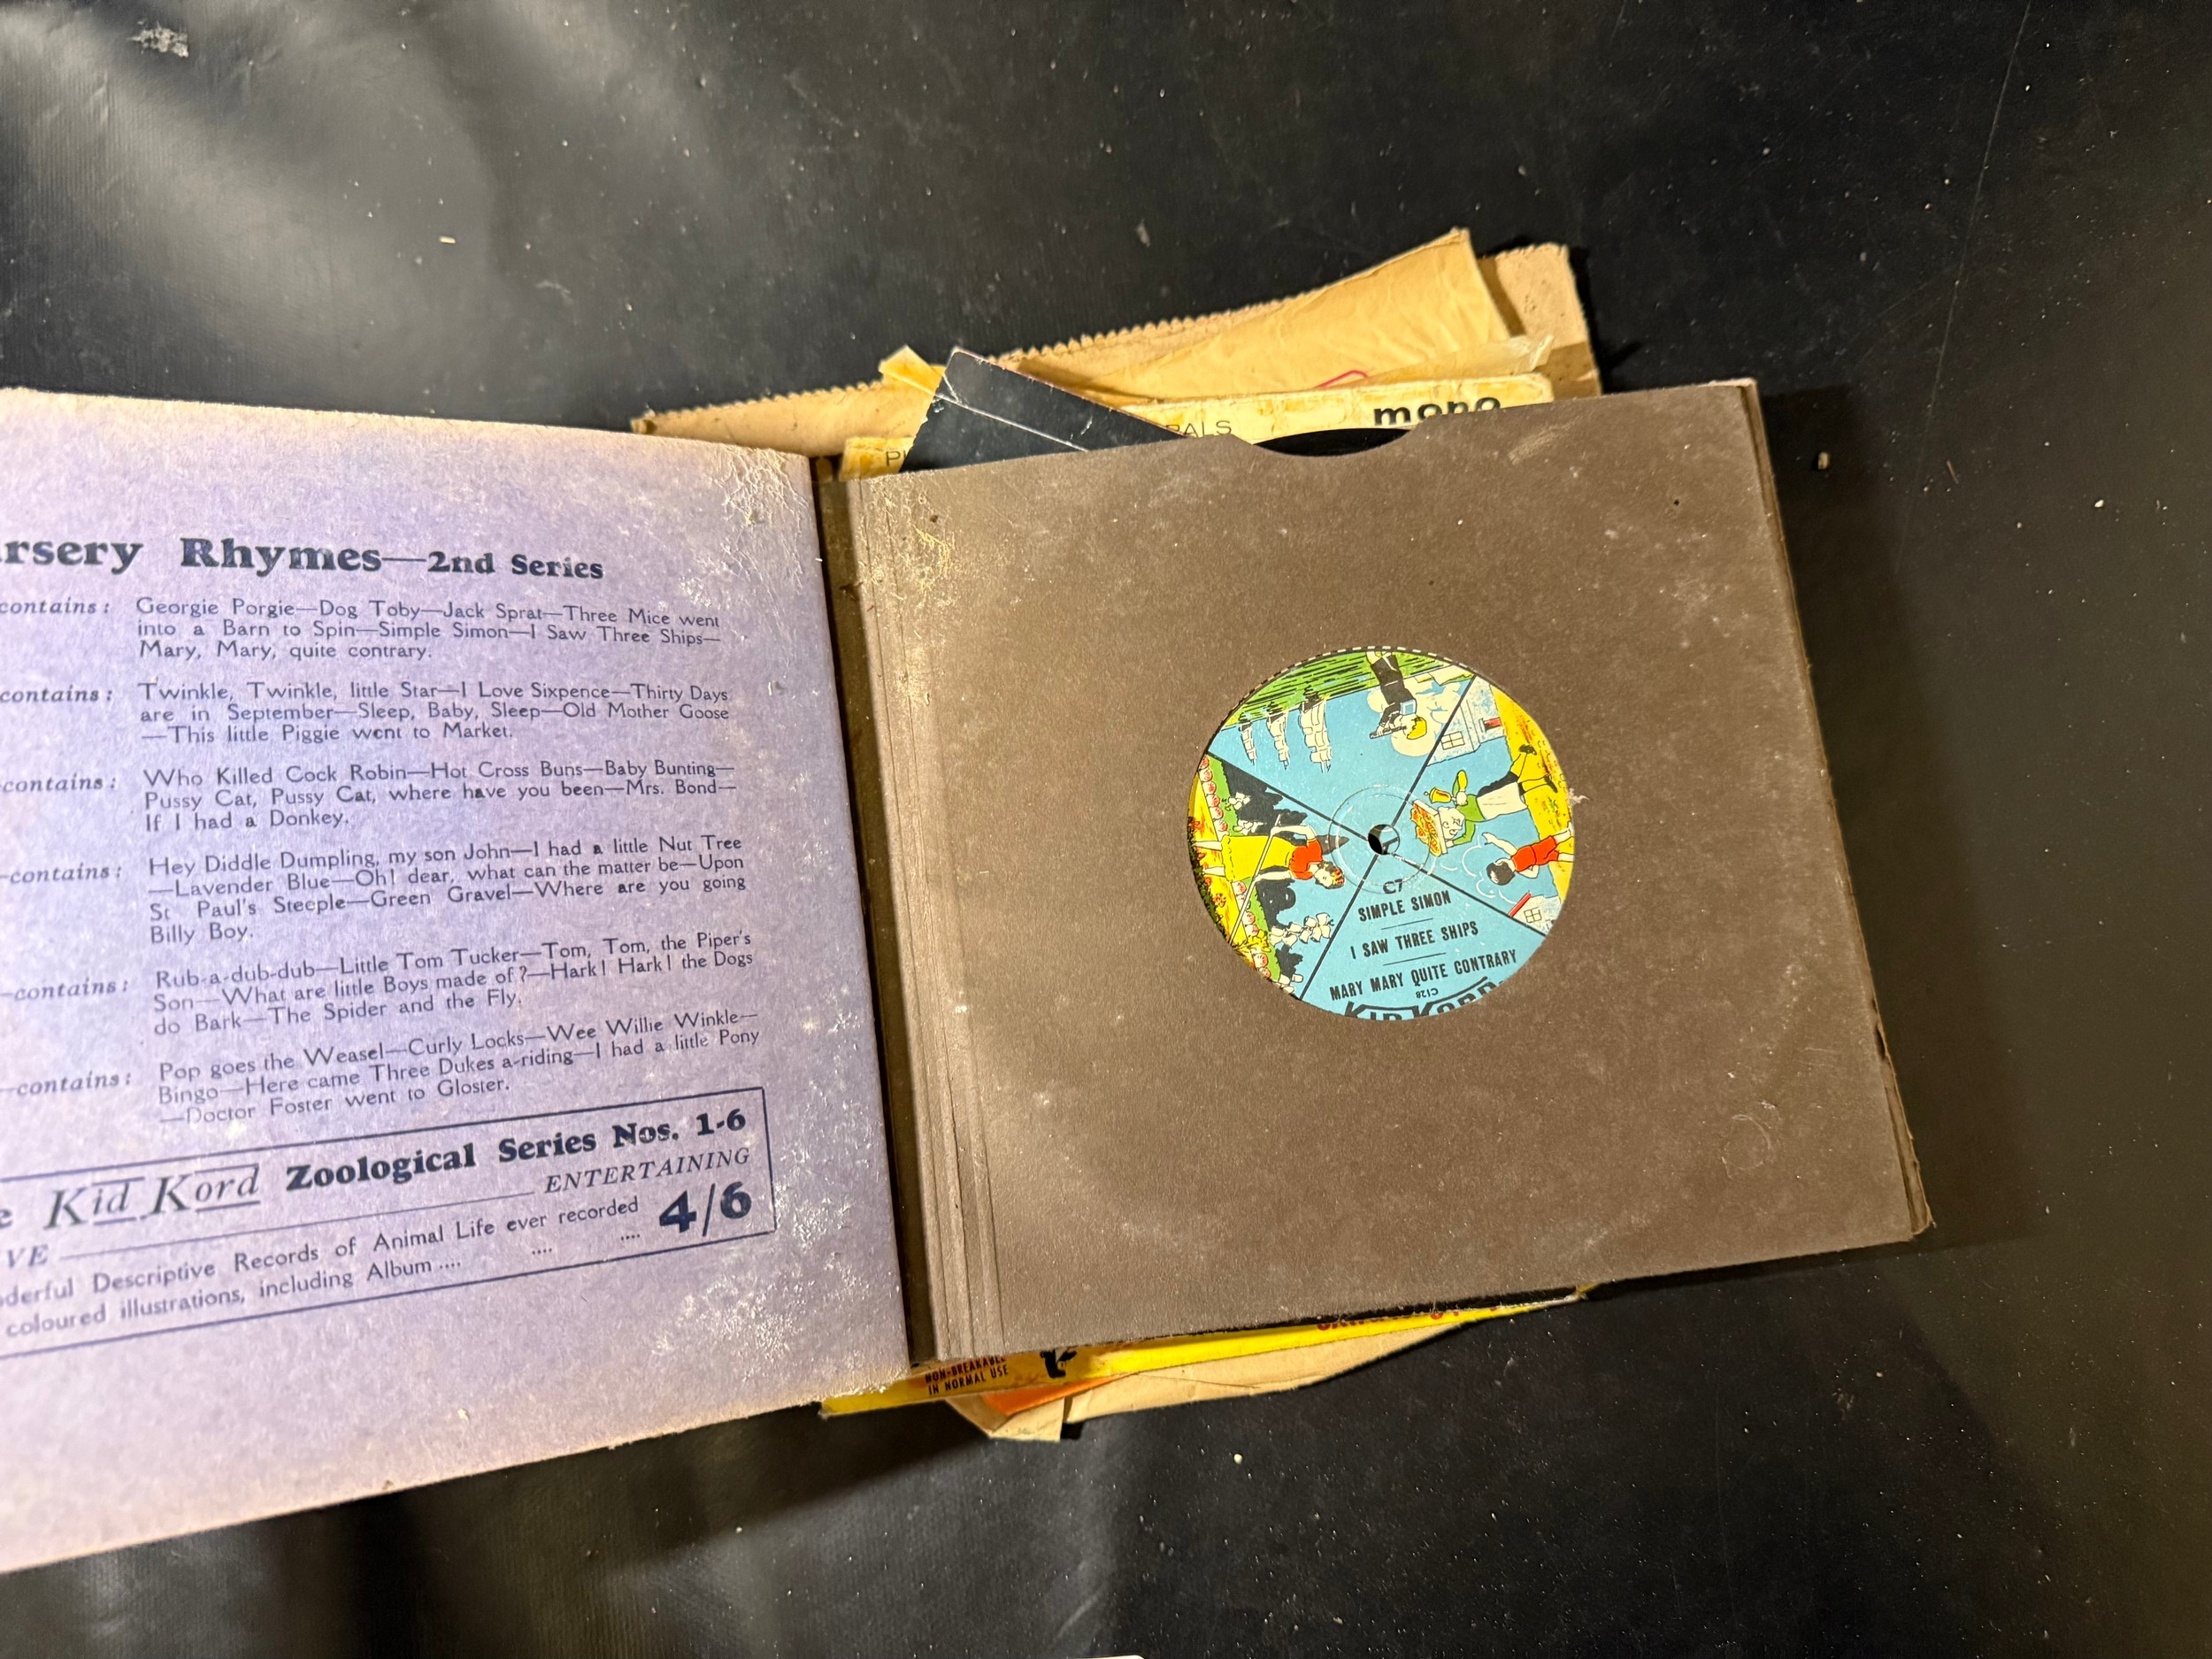 Rhymes—2nd Series
contains: Georgie Porgie—Dog Toby—Jack Sprat—Three Mice went
into a Barn to Spin—Simple Simon—I Saw Three Ships—
Mary, Mary, quite contrary.
contains: Twinkle, Twinkle, little Star—I Love Sixpence—Thirty Days
are in September—Sleep, Baby, Sleep—Old Mother Goose
—This little Piggie went to Market.
-contains: Who Killed Cock Robin—Hot Cross Buns—Baby Bunting—
Pussy Cat, Pussy Cat, where have you been—Mrs. Bond—
If I had a Donkey.
-contains: Hey Diddle Dumpling, my son John—I had a little Nut Tree
—Lavender Blue—Oh! dear, what can the matter be—Upon
St Paul's Steeple—Green Gravel—Where are you going
Billy Boy.
-contains: Rub-a-dub-dub—Little Tom Tucker—Tom, Tom, the Piper's
Son—What are little Boys made of?—Hark! Hark! the Dogs
do Bark—The Spider and the Fly.
-contains: Pop goes the Weasel—Curly Locks—Wee Willie Winkle—
Bingo—Here came Three Dukes a-riding—I had a little Pony
—Doctor Foster went to Gloster.
Kid Kord Zoological Series Nos. 1-6
ENTERTAINING
Descriptive Records of Animal Life ever recorded
coloured illustrations, including Album .... .... .... 4/6
mono
C7
SIMPLE SIMON
I SAW THREE SHIPS
MARY MARY QUITE CONTRARY
C128
KID KORD
NON-BREAKABLE
IN NORMAL USE